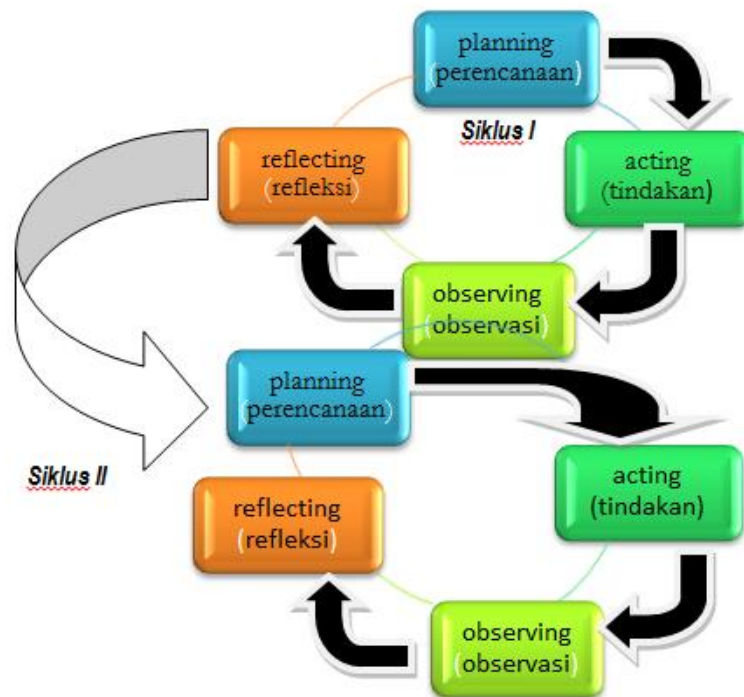 planning
(perencanaan)
Siklus I
reflecting
(refleksi)
acting
(tindakan)
observing
(observasi)
planning
(perencanaan)
Siklus II
acting
(tindakan)
reflecting
(refleksi)
observing
(observasi)